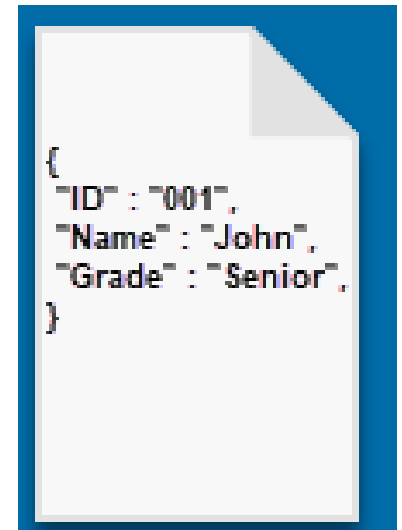 {
"ID" : "001",
"Name" : "John",
"Grade" : "Senior",
}